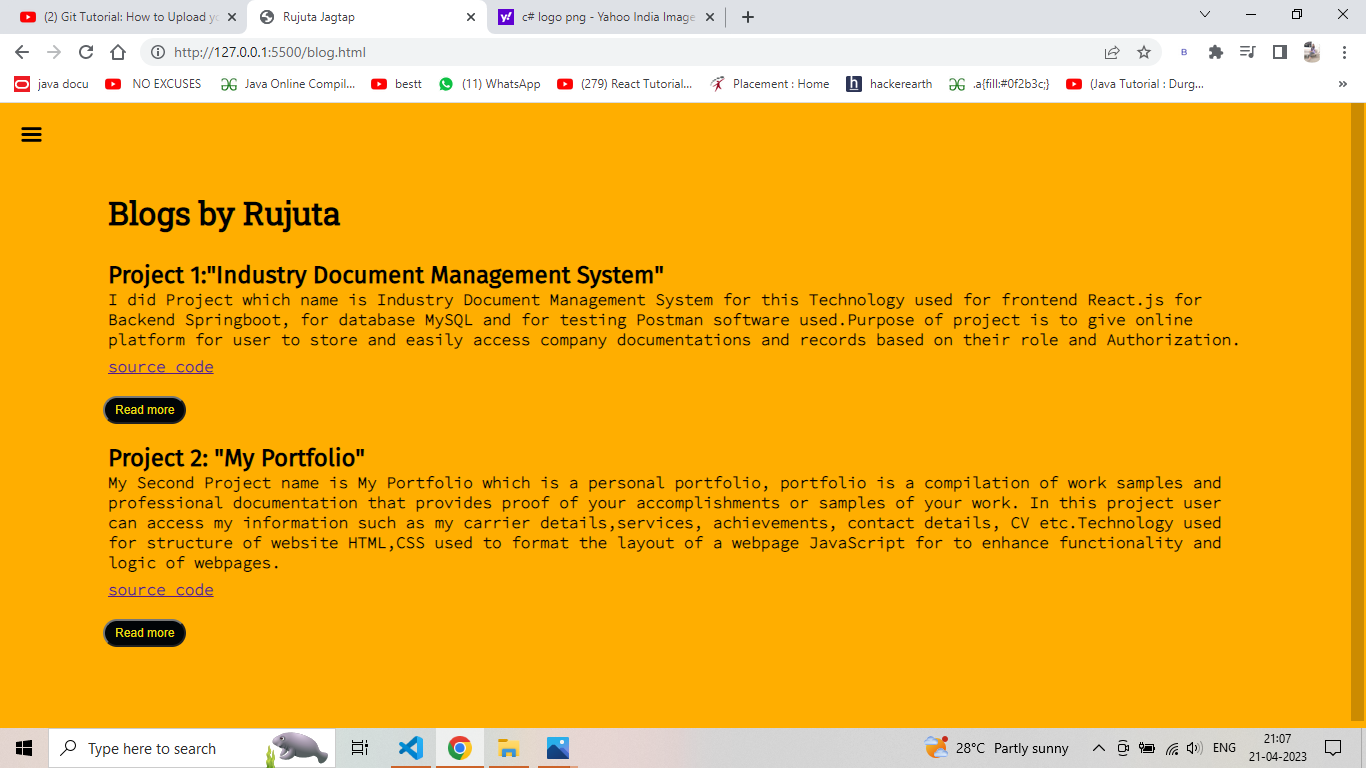 (2) Git Tutorial: How to Upload yo
Rujuta Jagtap
c# logo png - Yahoo India Image
http://127.0.0.1:5500/blog.html
B
java docu
NO EXCUSES
Java Online Compil...
bestt
(11) WhatsApp
(279) React Tutorial...
Placement : Home
h
hackerearth
.a{fill:#0f2b3c;}
(Java Tutorial : Durg...
»
Blogs by Rujuta
Project 1:"Industry Document Management System"
I did Project which name is Industry Document Management System for this Technology used for frontend React.js for
Backend Springboot, for database MySQL and for testing Postman software used.Purpose of project is to give online
platform for user to store and easily access company documentations and records based on their role and Authorization.
source code
Read more
Project 2: "My Portfolio"
My Second Project name is My Portfolio which is a personal portfolio, portfolio is a compilation of work samples and
professional documentation that provides proof of your accomplishments or samples of your work. In this project user
can access my information such as my carrier details,services, achievements, contact details, CV etc.Technology used
for structure of website HTML,CSS used to format the layout of a webpage JavaScript for to enhance functionality and
logic of webpages.
source code
Read more
Type here to search
28°C Partly sunny
ENG
21:07
21-04-2023